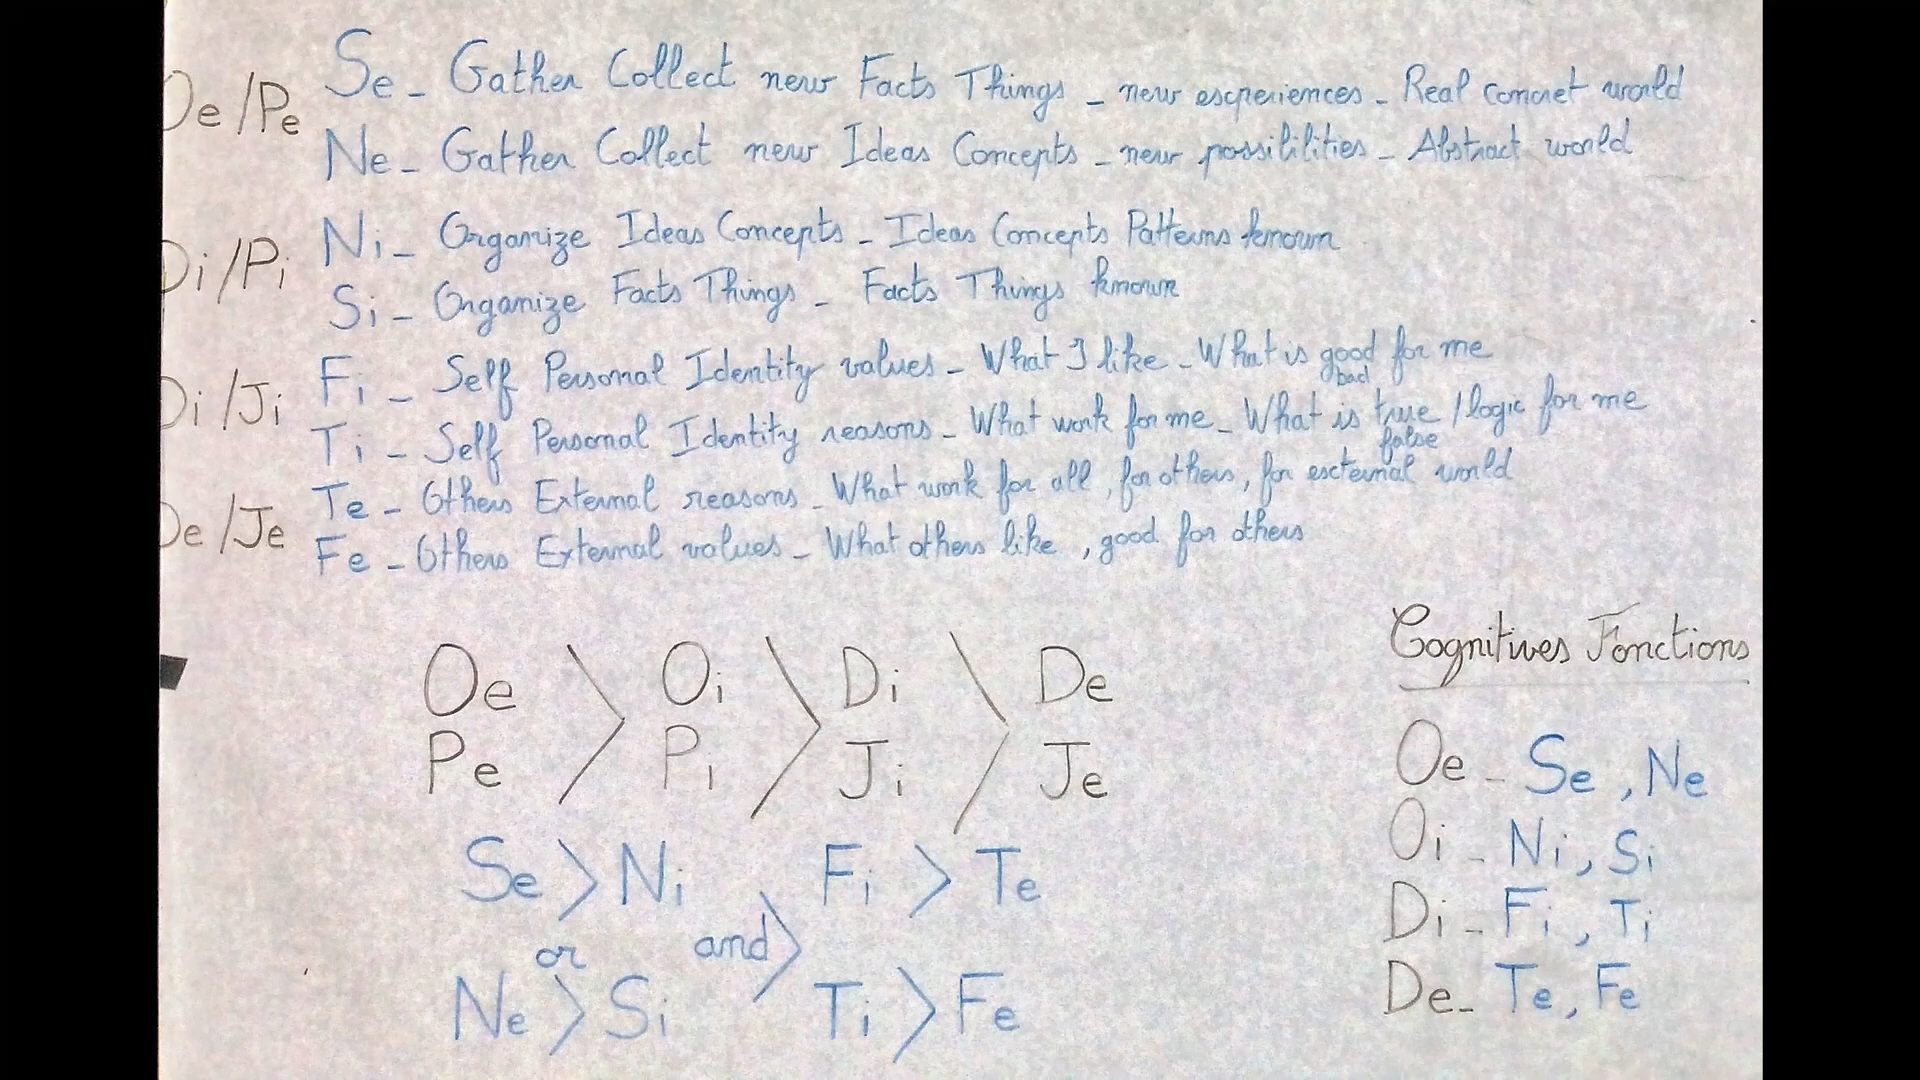 Oe/Pe Se - Gather Collect new Facts Things - new escperiences - Real concret world
Ne - Gather Collect new Ideas Concepts - new possibilities - Abstract world
Oi/Pi Ni - Organize Ideas Concepts - Ideas Concepts Patterns known
Si - Organize Facts Things - Facts Things known
Di/Ji Fi - Self Personal Identity values - What I like - What is good for me
bad
Ti - Self Personal Identity reasons - What work for me - What is true / logic for me
false
De/Je Te - Others External reasons - What work for all, for others, for escternal world
Fe - Others External values - What others like, good for others
Oe > Oi > Di > De
Pe Pi Ji Je
Se > Ni Fi > Te
or and >
Ne > Si Ti > Fe
Cognitives Fonctions
Oe - Se, Ne
Oi - Ni, Si
Di - Fi, Ti
De - Te, Fe